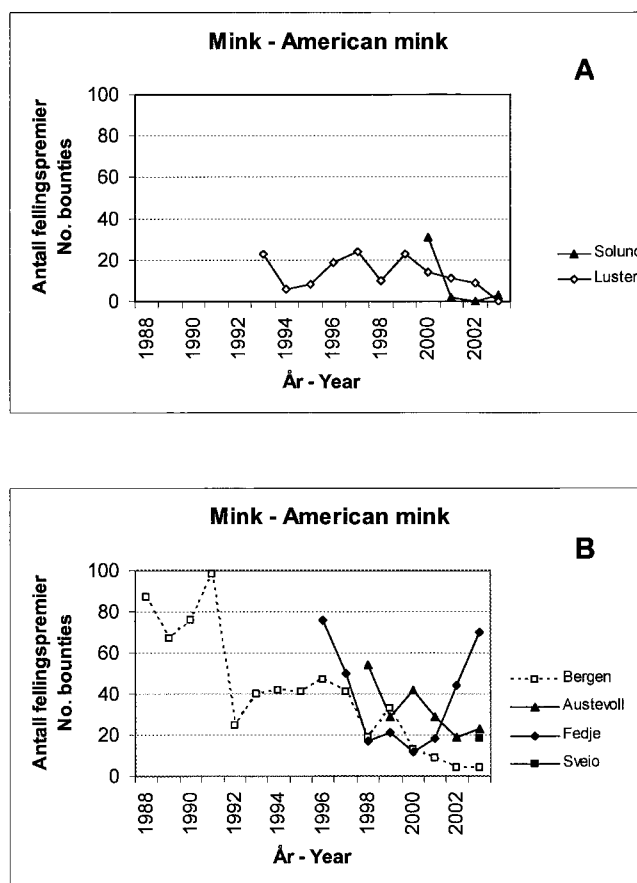 Mink - American mink
A
Antall fellingspremier
No. bounties
100
80
60
40
20
0
1988
1990
1992
1994
1996
1998
2000
2002
År - Year
Solund
Luster
Mink - American mink
B
Antall fellingspremier
No. bounties
100
80
60
40
20
0
1988
1990
1992
1994
1996
1998
2000
2002
År - Year
Bergen
Austevoll
Fedje
Sveio